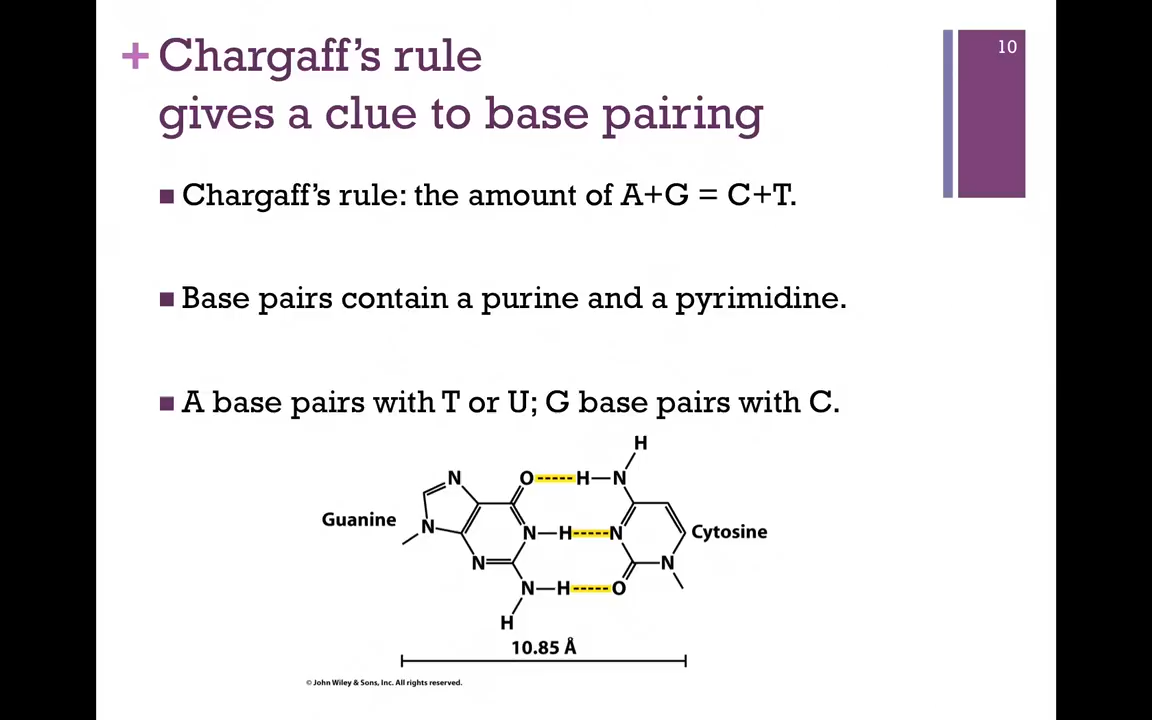 + Chargaff's rule
gives a clue to base pairing
10
■ Chargaff's rule: the amount of A+G = C+T.
■ Base pairs contain a purine and a pyrimidine.
■ A base pairs with T or U; G base pairs with C.
H
N O H N
Guanine N N H N Cytosine
N N
N H O
H
10.85 Å
© John Wiley & Sons, Inc. All rights reserved.